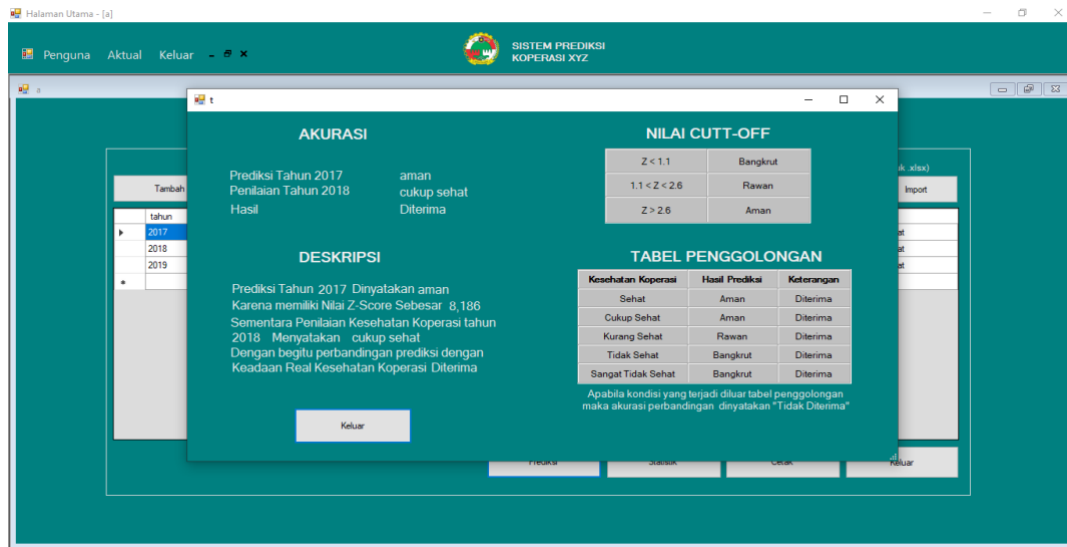 Halaman Utama - [a]
Penguna Aktual Keluar
SISTEM PREDIKSI
KOPERASI XYZ
t
AKURASI
Prediksi Tahun 2017 aman
Penilaian Tahun 2018 cukup sehat
Hasil Diterima
DESKRIPSI
Prediksi Tahun 2017 Dinyatakan aman
Karena memiliki Nilai Z-Score Sebesar 8,186
Sementara Penilaian Kesehatan Koperasi tahun
2018 Menyatakan cukup sehat
Dengan begitu perbandingan prediksi dengan
Keadaan Real Kesehatan Koperasi Diterima
Keluar
NILAI CUTT-OFF
Z < 1.1 Bangkrut
1.1 < Z < 2.6 Rawan
Z > 2.6 Aman
TABEL PENGGOLONGAN
Kesehatan Koperasi Hasil Prediksi Keterangan
Sehat Aman Diterima
Cukup Sehat Aman Diterima
Kurang Sehat Rawan Diterima
Tidak Sehat Bangkrut Diterima
Sangat Tidak Sehat Bangkrut Diterima
Apabila kondisi yang terjadi diluar tabel penggolongan
maka akurasi perbandingan dinyatakan "Tidak Diterima"
Tambah
.xlsx)
Import
tahun
2017
2018
2019
Prediksi Statistik Cetak Keluar